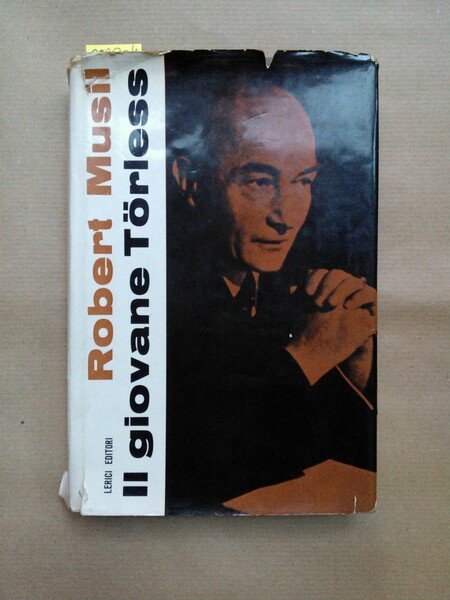 Robert Musil
Il giovane Törless
LERICI EDITORI